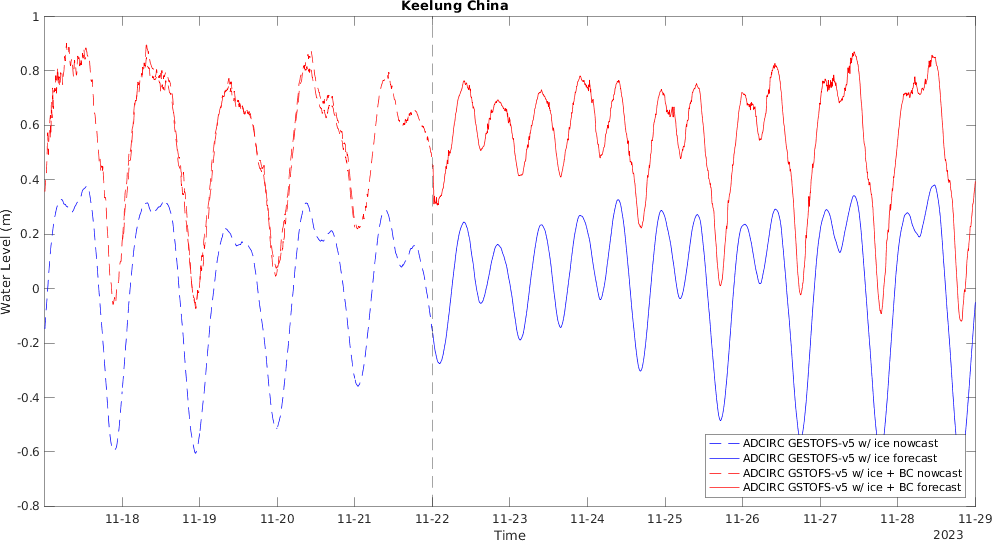 Keelung China
Water Level (m)
1
0.8
0.6
0.4
0.2
0
-0.2
-0.4
-0.6
-0.8
ADCIRC GESTOFS-v5 w/ ice nowcast
ADCIRC GESTOFS-v5 w/ ice forecast
ADCIRC GSTOFS-v5 w/ ice + BC nowcast
ADCIRC GSTOFS-v5 w/ ice + BC forecast
11-18 11-19 11-20 11-21 11-22 11-23 11-24 11-25 11-26 11-27 11-28 11-29
Time
2023